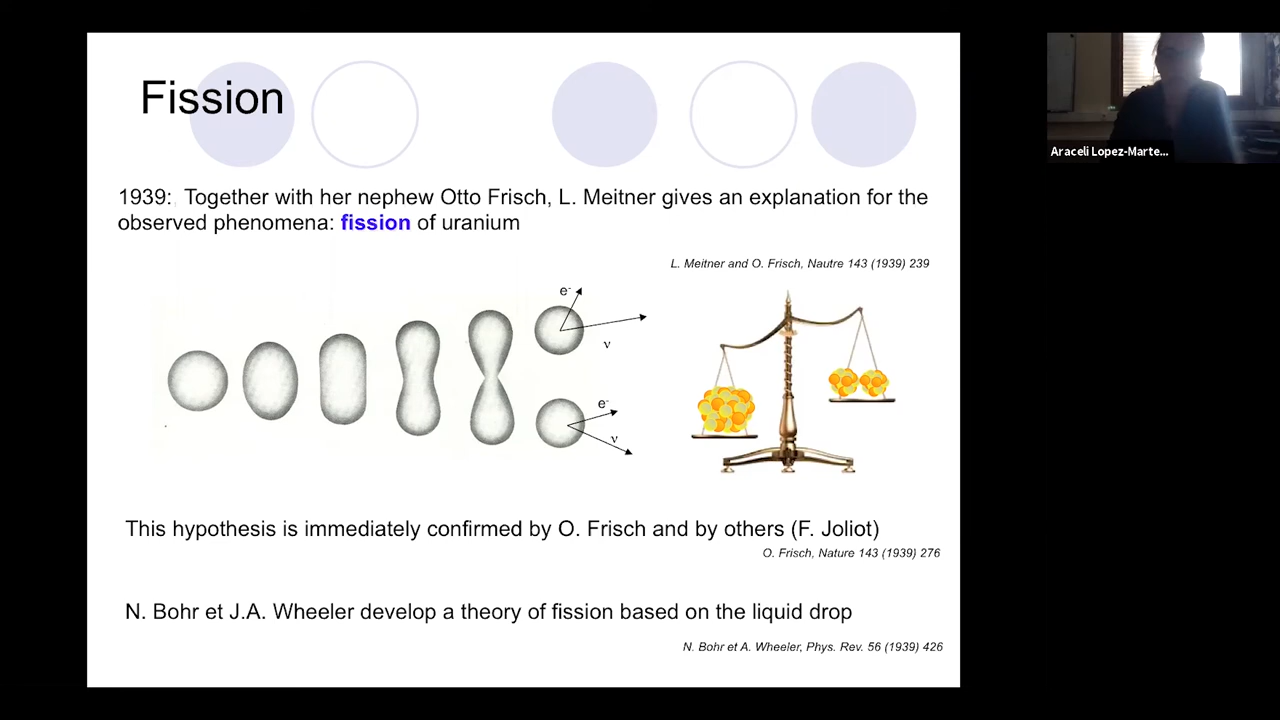 Fission
1939: Together with her nephew Otto Frisch, L. Meitner gives an explanation for the
observed phenomena: fission of uranium
L. Meitner and O. Frisch, Nautre 143 (1939) 239
e-
ν
e-
ν
This hypothesis is immediately confirmed by O. Frisch and by others (F. Joliot)
O. Frisch, Nature 143 (1939) 276
N. Bohr et J.A. Wheeler develop a theory of fission based on the liquid drop
N. Bohr et A. Wheeler, Phys. Rev. 56 (1939) 426
Araceli Lopez-Marte...